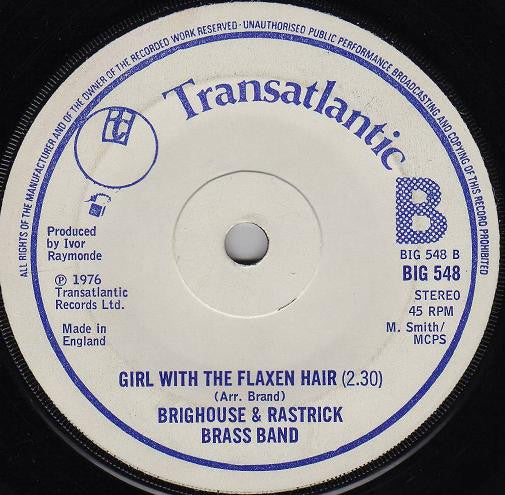 ALL RIGHTS OF THE MANUFACTURER AND OF THE OWNER OF THE RECORDED WORK RESERVED · UNAUTHORISED PUBLIC PERFORMANCE BROADCASTING AND COPYING OF THIS RECORD PROHIBITED
Transatlantic
B
BIG 548 B
BIG 548
STEREO
45 RPM
M. Smith/
MCPS
Produced
by Ivor
Raymonde
℗ 1976
Transatlantic
Records Ltd.
Made in
England
GIRL WITH THE FLAXEN HAIR (2.30)
(Arr. Brand)
BRIGHOUSE & RASTRICK
BRASS BAND